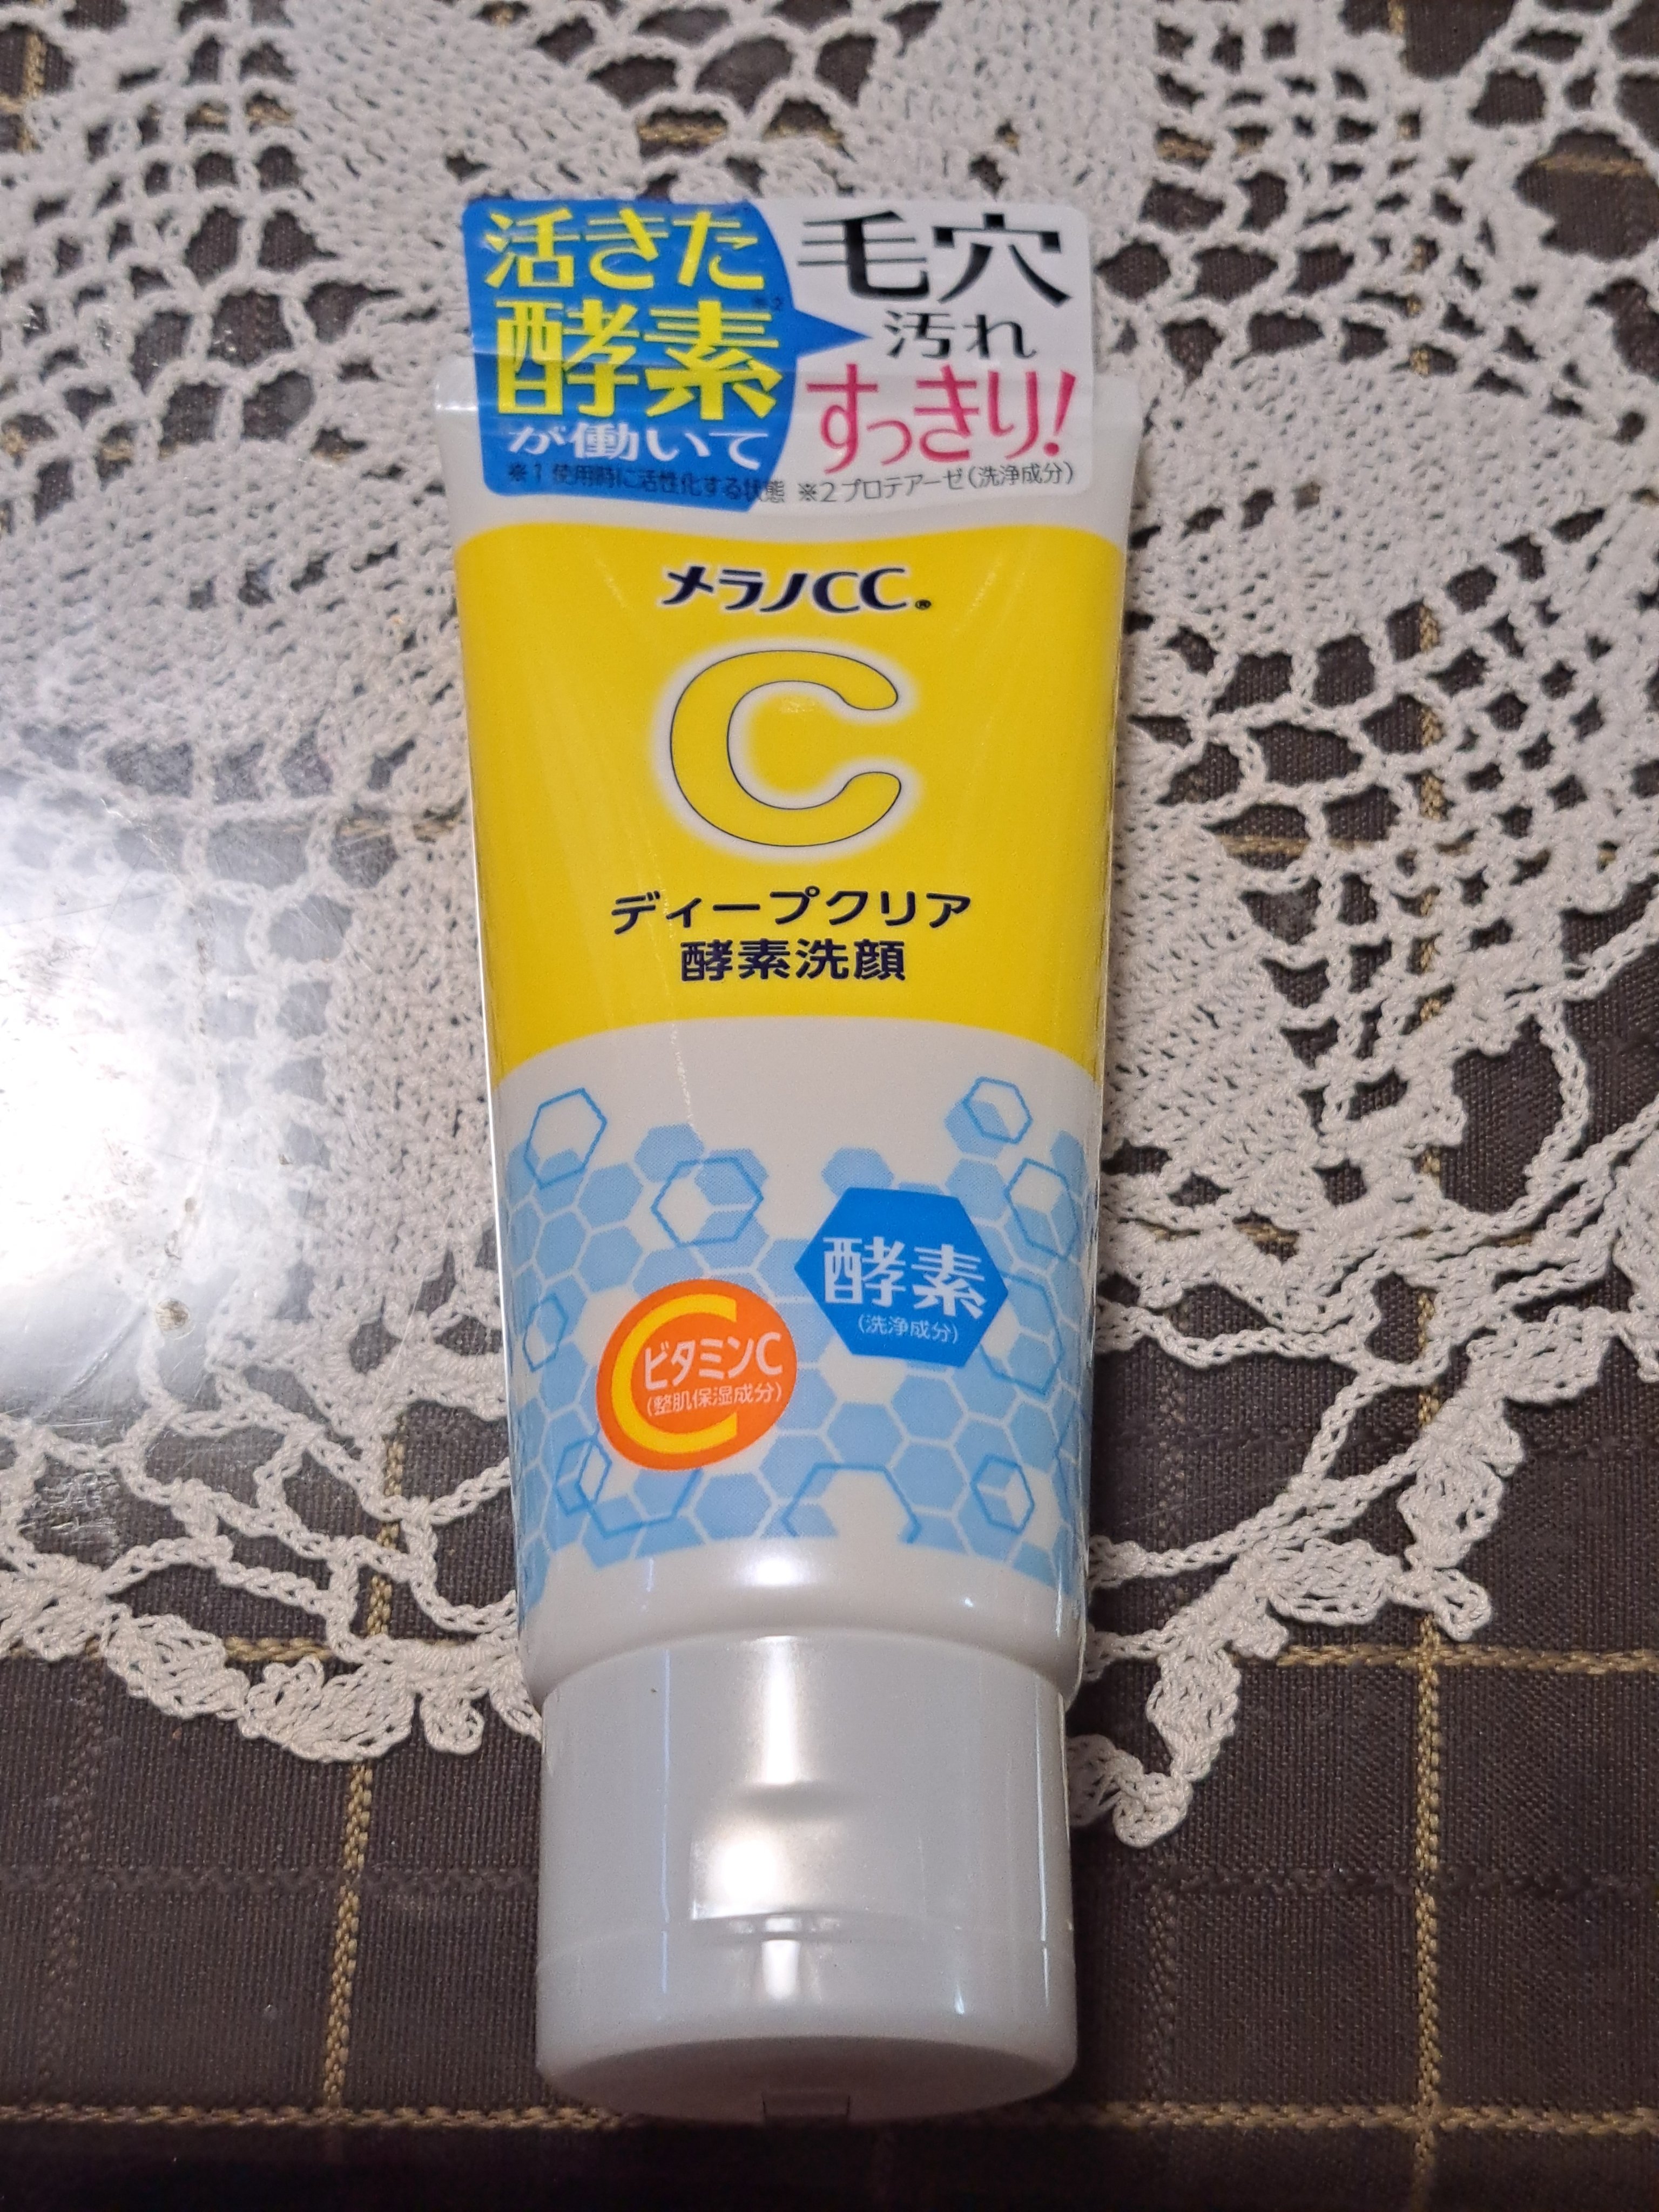 活きた
酵素※2
が働いて
毛穴
汚れ
すっきり!
※1 使用時に活性化する状態 ※2 プロテアーゼ(洗浄成分)
メラノCC®
C
ディープクリア
酵素洗顔
酵素
(洗浄成分)
C
ビタミンC
(整肌保湿成分)